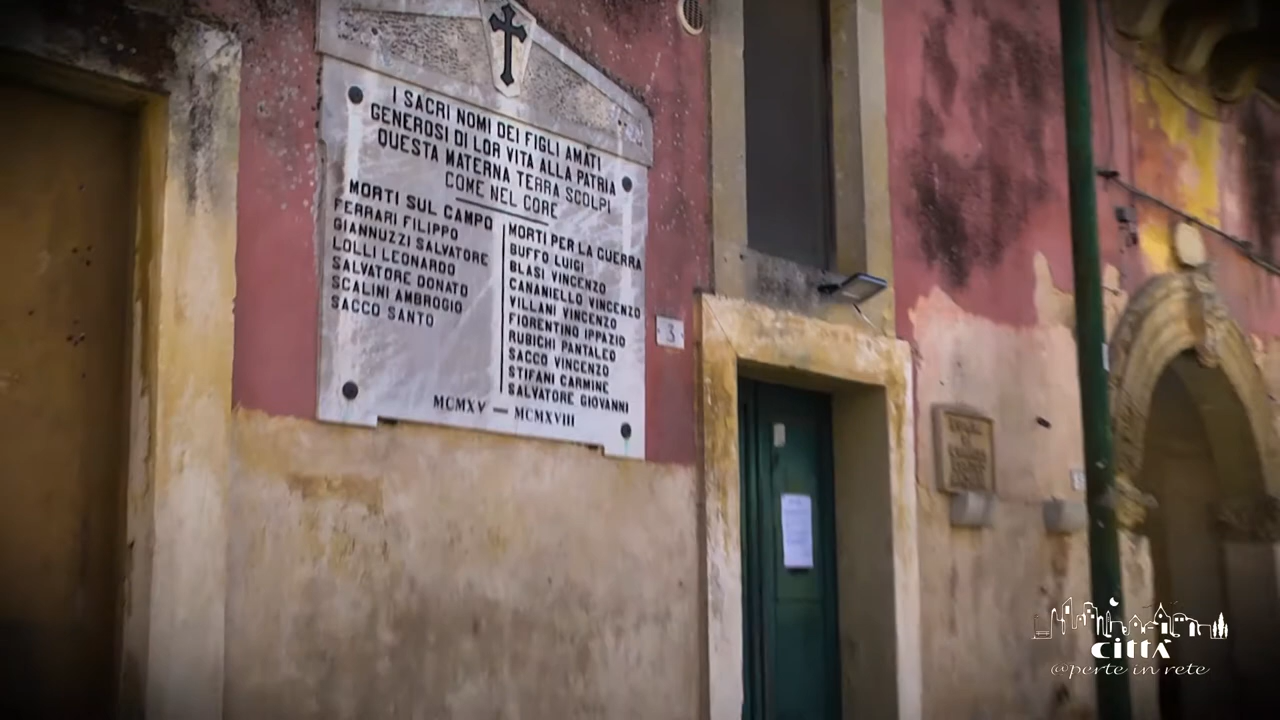 I SACRI NOMI DEI FIGLI AMATI
GENEROSI DI LOR VITA ALLA PATRIA
QUESTA MATERNA TERRA SCOLPI
COME NEL CORE
MORTI SUL CAMPO
FERRARI FILIPPO
GIANNUZZI SALVATORE
LOLLI LEONARDO
SALVATORE DONATO
SCALINI AMBROGIO
SACCO SANTO
MORTI PER LA GUERRA
BUFFO LUIGI
BLASI VINCENZO
CANANIELLO VINCENZO
VILLANI VINCENZO
FIORENTINO IPPAZIO
RUBICHI PANTALEO
SACCO VINCENZO
STIFANI CARMINE
SALVATORE GIOVANNI
MCMXV — MCMXVIII
3
CITTÀ
@perte in rete